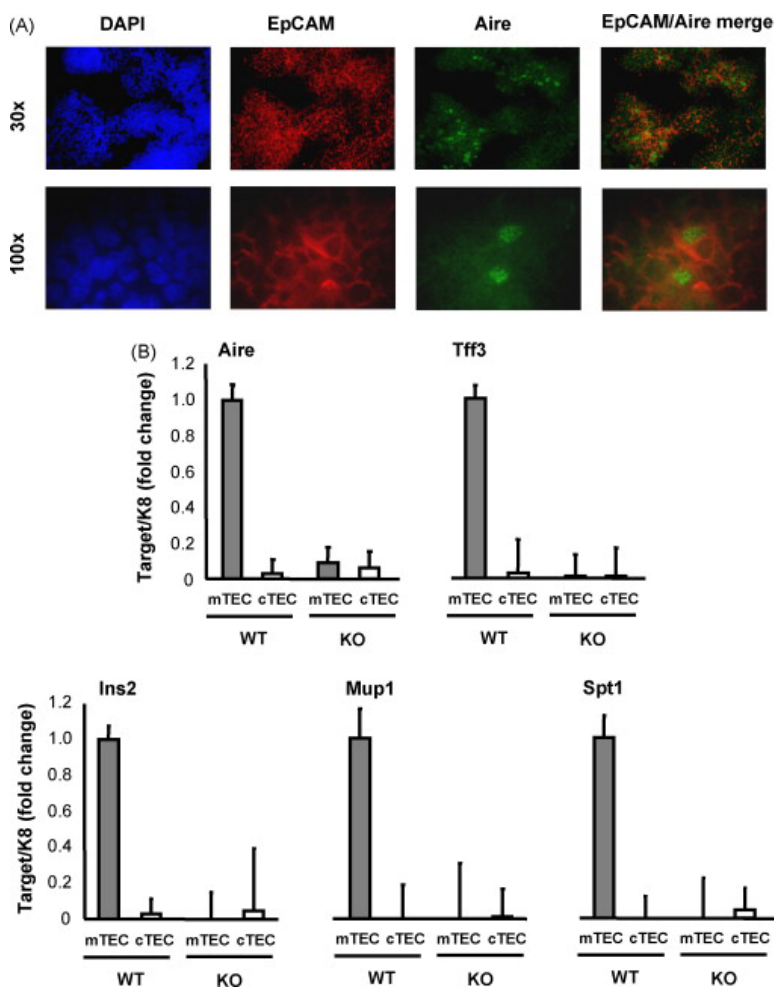 (A) DAPI EpCAM Aire EpCAM/Aire merge
30x
100x
(B) Aire Tff3
Target/K8 (fold change)
1.2
1.0
0.8
0.6
0.4
0.2
0
mTEC cTEC mTEC cTEC mTEC cTEC mTEC cTEC
WT KO WT KO
Ins2 Mup1 Spt1
Target/K8 (fold change)
1.2
1.0
0.8
0.6
0.4
0.2
0
mTEC cTEC mTEC cTEC mTEC cTEC mTEC cTEC mTEC cTEC mTEC cTEC
WT KO WT KO WT KO